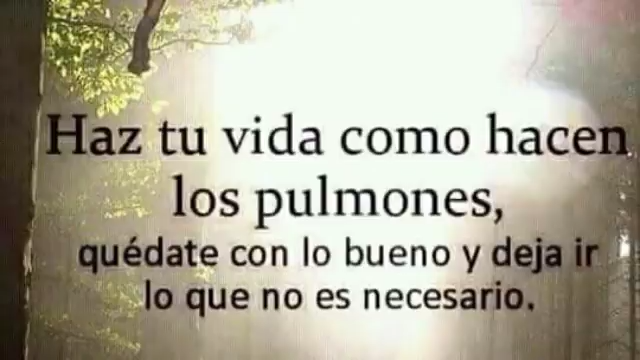 Haz tu vida como hacen
los pulmones,
quédate con lo bueno y deja ir
lo que no es necesario.